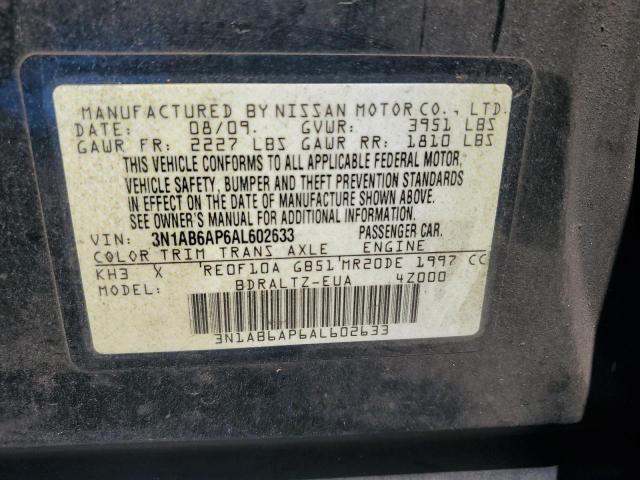 MANUFACTURED BY NISSAN MOTOR CO., LTD.
DATE: 08/09. GVWR: 3951 LBS
GAWR FR: 2227 LBS GAWR RR: 1810 LBS
THIS VEHICLE CONFORMS TO ALL APPLICABLE FEDERAL MOTOR,
VEHICLE SAFETY, BUMPER AND THEFT PREVENTION STANDARDS
IN EFFECT ON THE DATE OF MANUFACTURE SHOWN ABOVE.
SEE OWNER'S MANUAL FOR ADDITIONAL INFORMATION.
VIN: 3N1AB6AP6AL602633 PASSENGER CAR.
COLOR TRIM TRANS AXLE ENGINE
KH3 X 'RE0F10A GB51'MR20DE 1997 CC
MODEL: BDRALTZ-EUA 4Z000
3N1AB6AP6AL602633